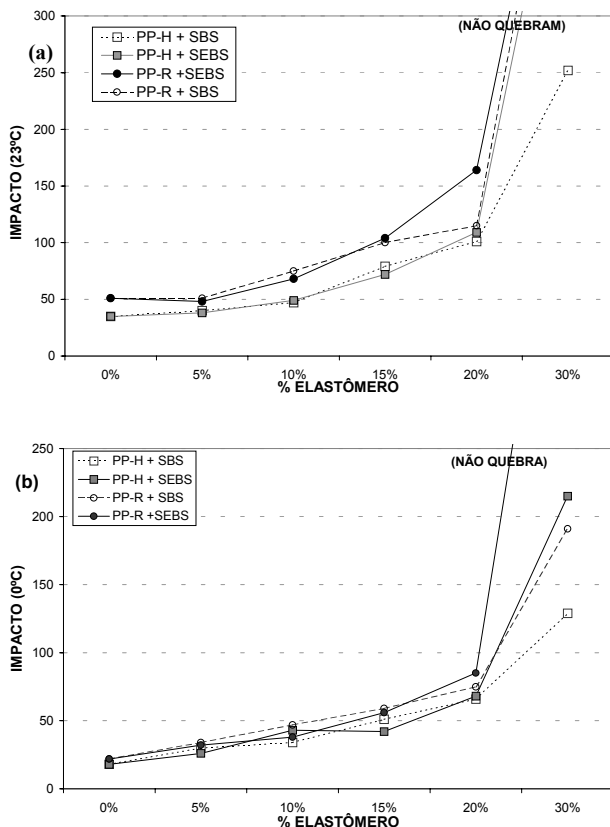 (a)
PP-H + SBS
PP-H + SEBS
PP-R +SEBS
PP-R + SBS
(NÃO QUEBRAM)
IMPACTO (23ºC)
300
250
200
150
100
50
0
0% 5% 10% 15% 20% 30%
% ELASTÔMERO
(b)
PP-H + SBS
PP-H + SEBS
PP-R + SBS
PP-R +SEBS
(NÃO QUEBRA)
IMPACTO (0ºC)
250
200
150
100
50
0
0% 5% 10% 15% 20% 30%
% ELASTÔMERO